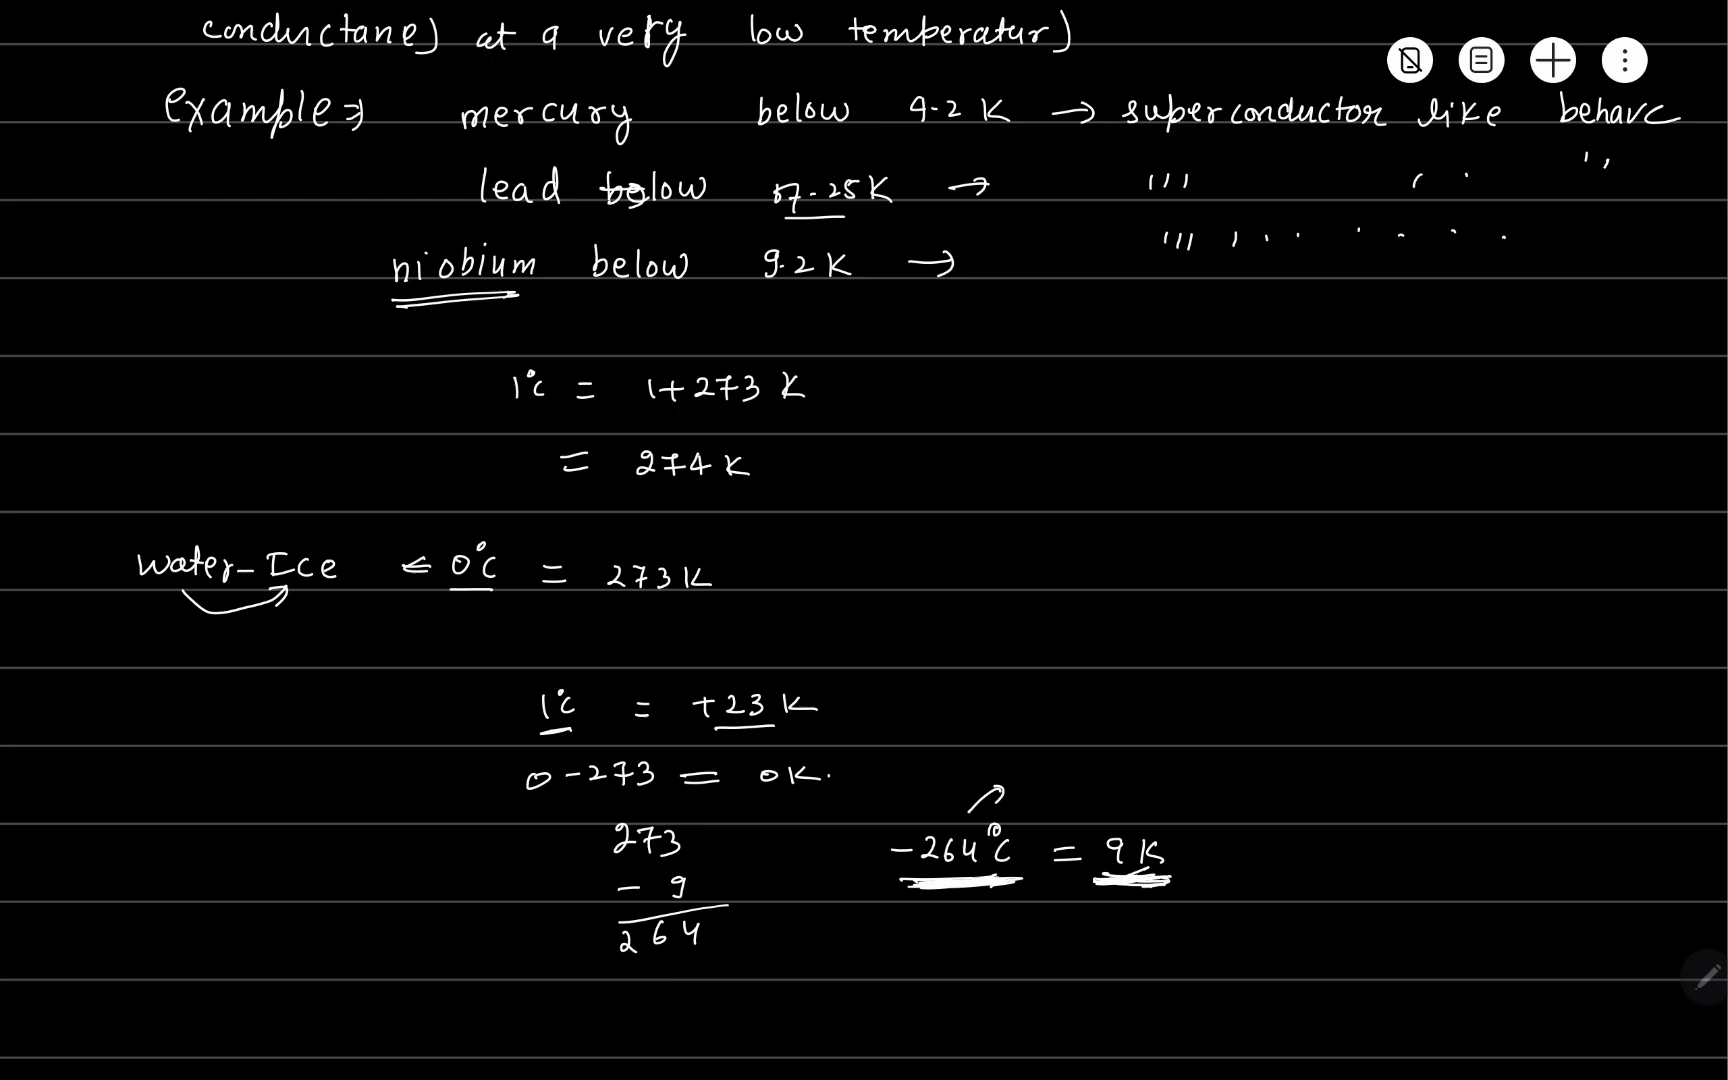 conductane) at a very low temperatur)
example⇒ mercury below 4.2 K → superconductor like behave
lead below 7.25 K → ''' ' ' ' ,
niobium below 9.2 K → ''' ' ' ' ' ' ' '
1°C = 1+273 K
= 274 K
Water-Ice ≤ 0°C = 273K
1°C = +23 K
0-273 = 0K.
273
- 9
264
-264°C = 9 K